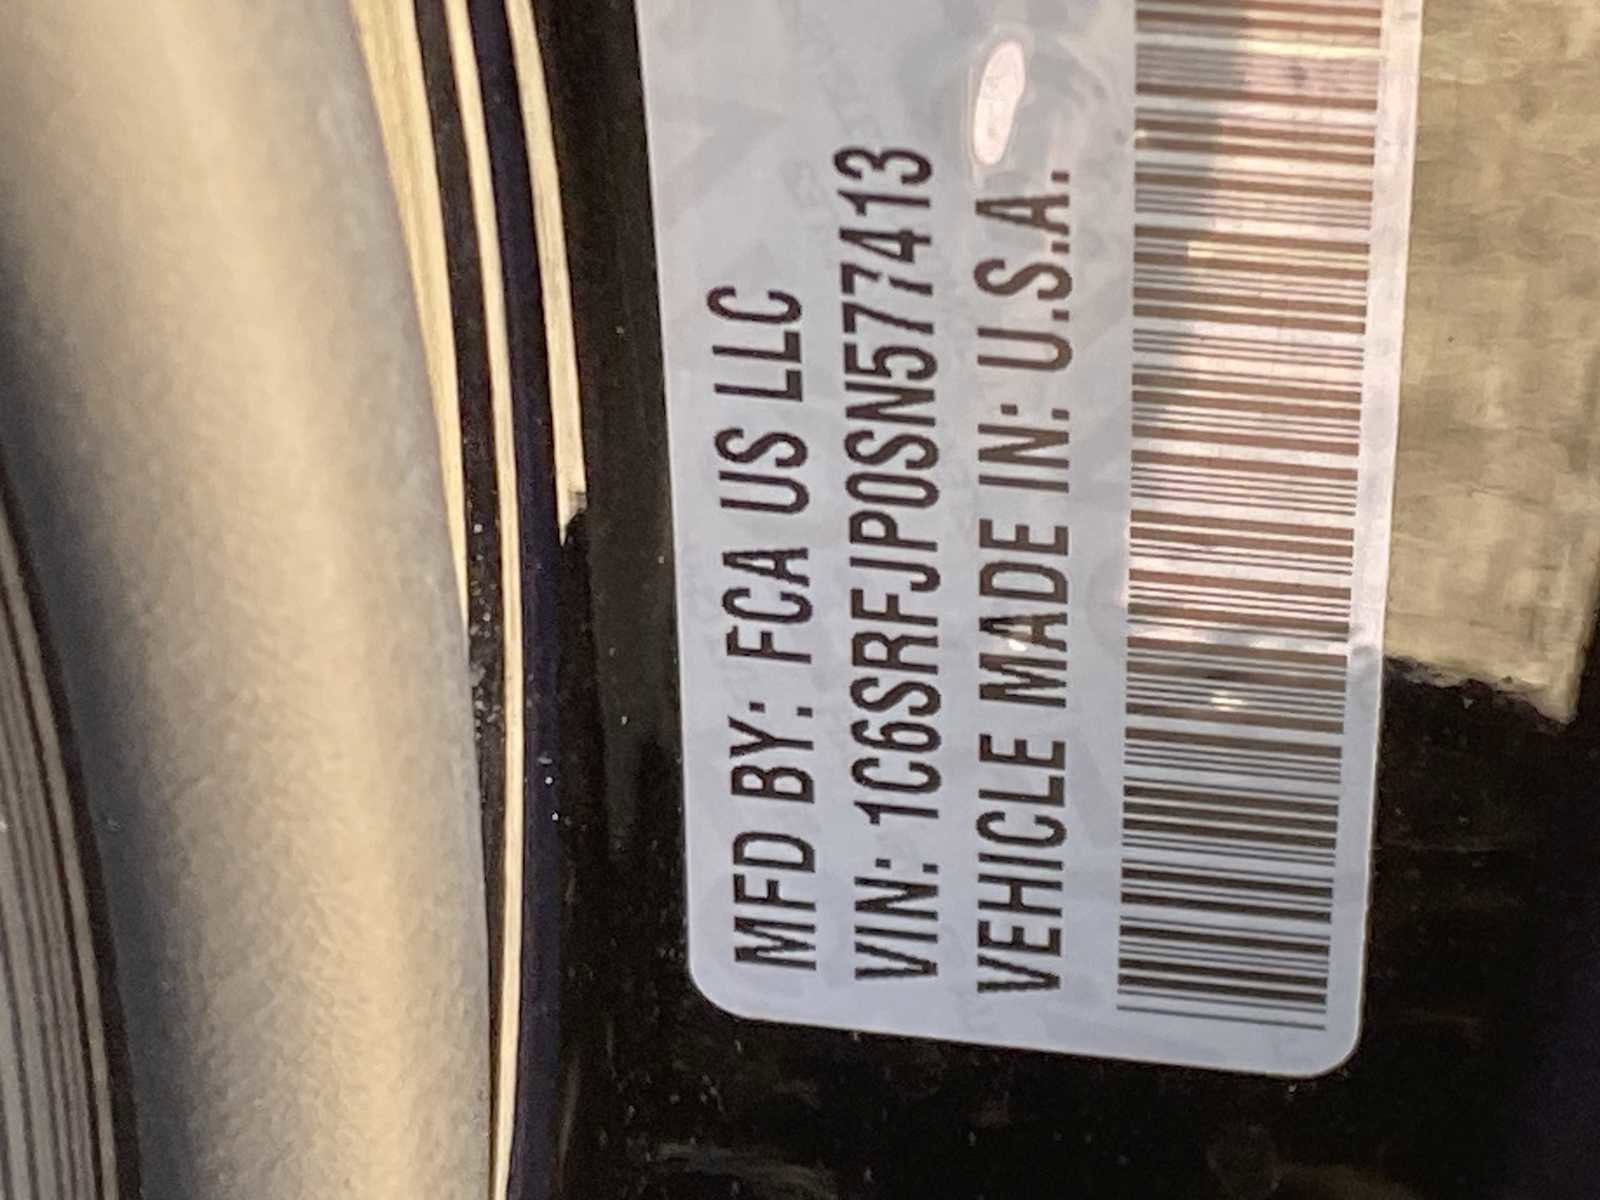 MFD BY: FCA US LLC
VIN: 1C6SRFJP0SN577413
VEHICLE MADE IN: U.S.A.